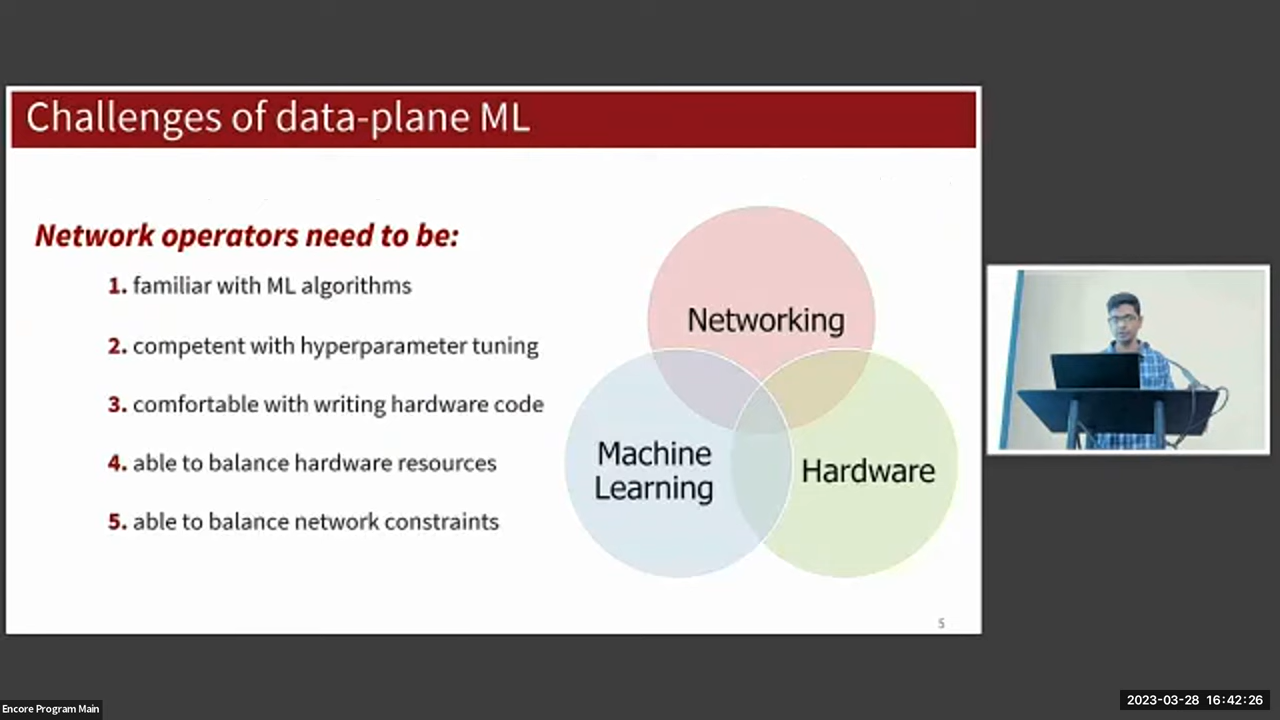 Challenges of data-plane ML
Network operators need to be:
1. familiar with ML algorithms
2. competent with hyperparameter tuning
3. comfortable with writing hardware code
4. able to balance hardware resources
5. able to balance network constraints
Networking
Machine
Learning
Hardware
5
Encore Program Main
2023-03-28 16:42:26